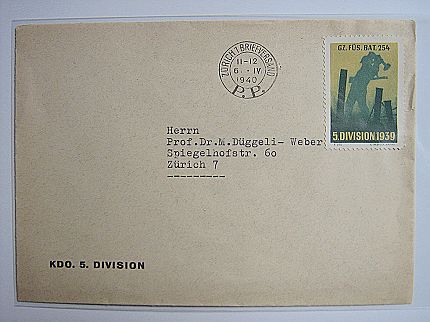 ZÜRICH 1 BRIEFVERSAND
11-12
6.-IV
1940
P.P.
GZ. FÜS. BAT. 254
5. DIVISION 1939
Herrn
Prof.Dr.M.Düggeli- Weber
Spiegelhofstr. 60
Zürich 7
---------
KDO. 5. DIVISION